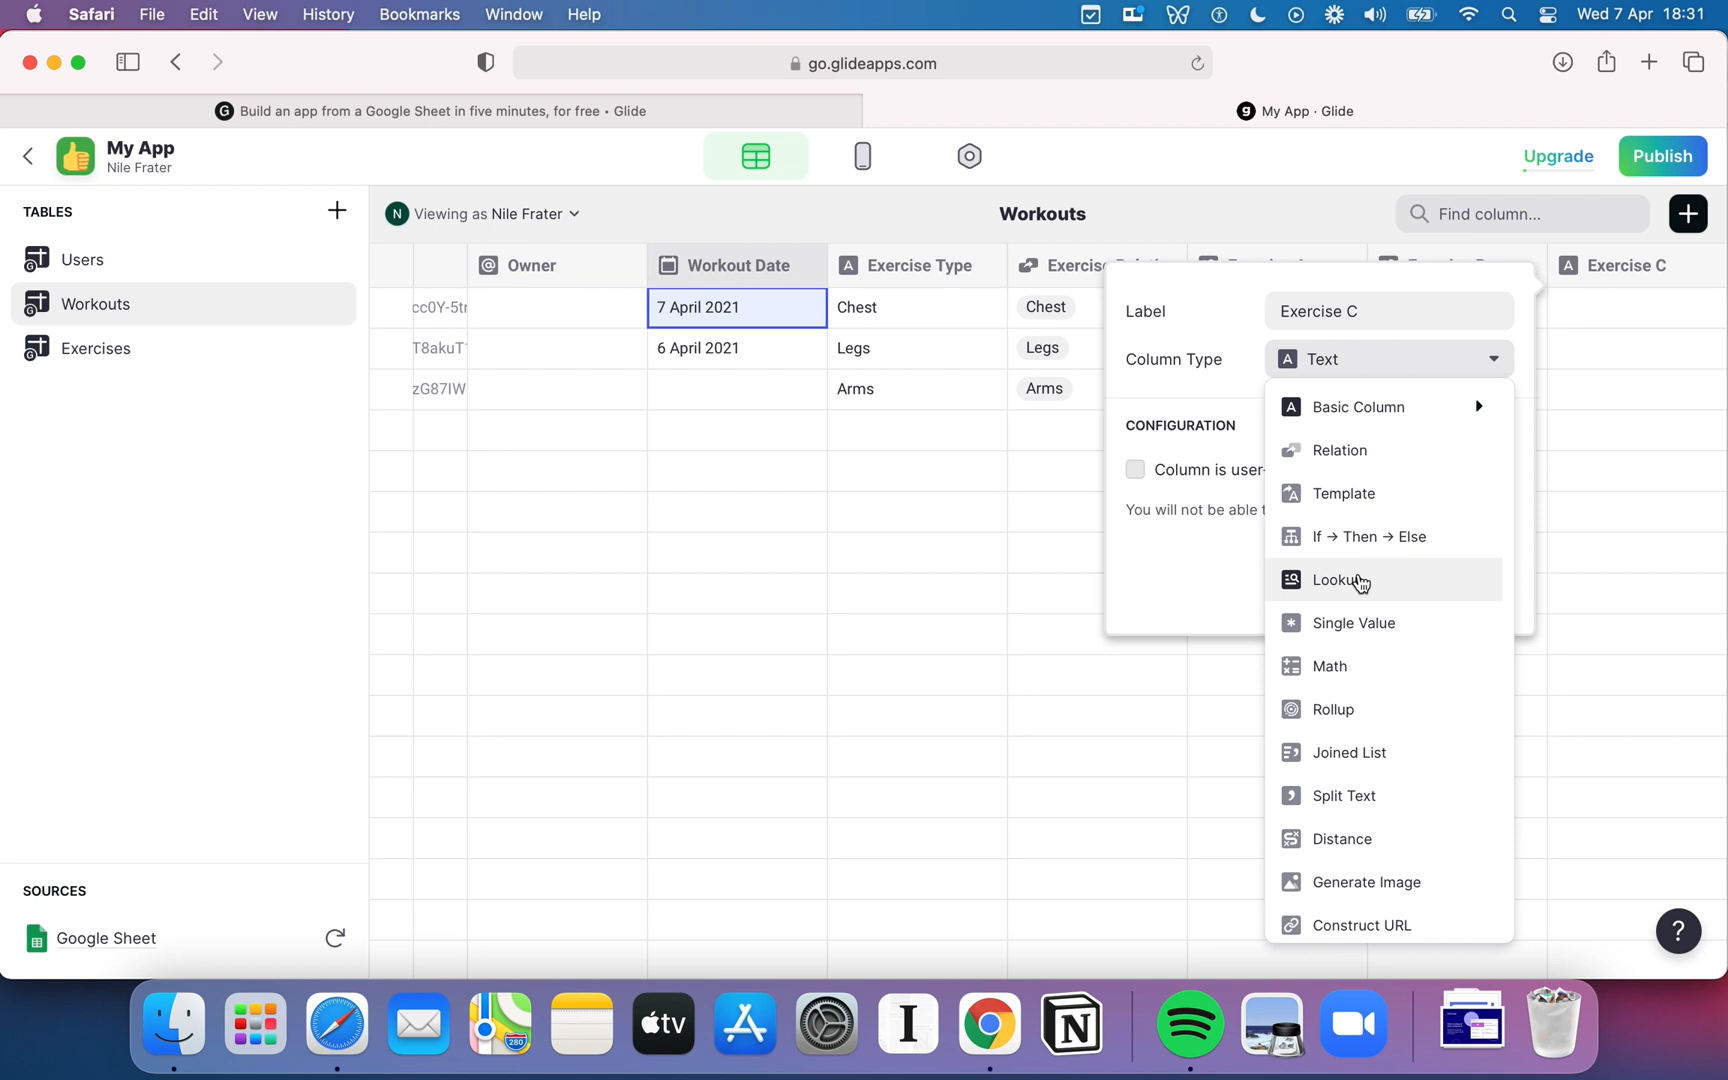 Safari File Edit View History Bookmarks Window Help Wed 7 Apr 18:31
go.glideapps.com
G Build an app from a Google Sheet in five minutes, for free • Glide
g My App · Glide
My App
Nile Frater
Upgrade Publish
TABLES
Users
Workouts
Exercises
N Viewing as Nile Frater
Workouts
Find column...
Owner Workout Date A Exercise Type A Exercise C
cc0Y-5tr 7 April 2021 Chest Chest
6 April 2021 Legs Legs
zG87IW Arms Arms
Label Exercise C
Column Type A Text
CONFIGURATION
Column is user-
You will not be able
A Basic Column
Relation
Template
If → Then → Else
Single Value
Math
Rollup
Joined List
Split Text
Distance
Generate Image
Construct URL
SOURCES
Google Sheet
?
tv
280